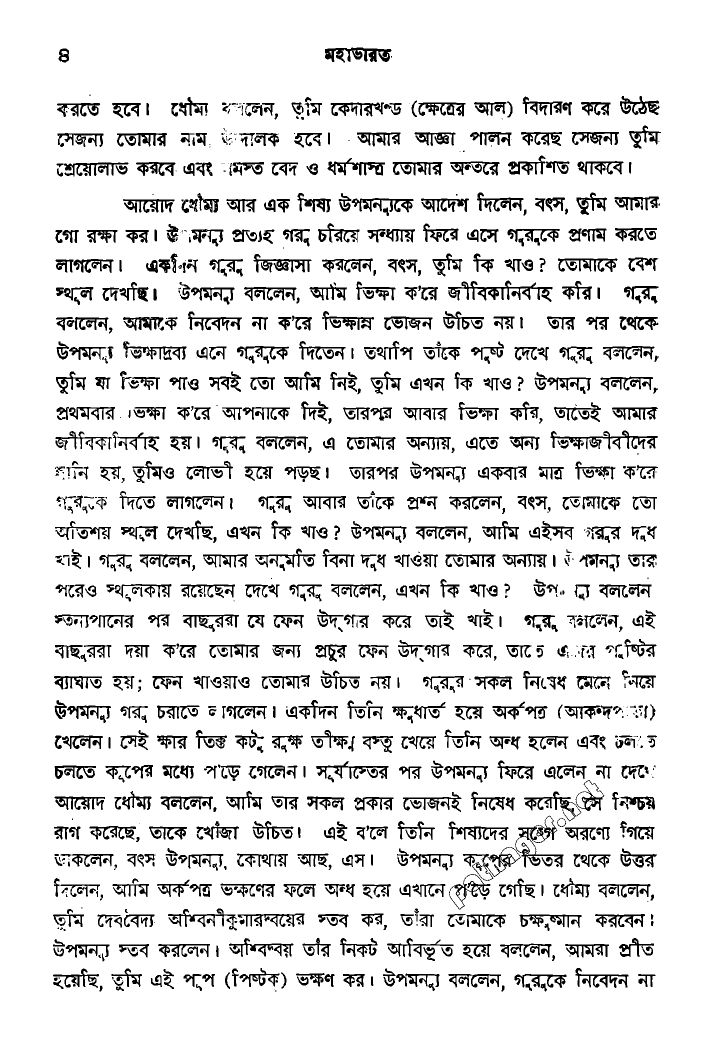 ৪
মহাভারত
করতে হবে। ধৌম্য বললেন, তুমি কেদারখণ্ড (ক্ষেত্রের আল) বিদারণ করে উঠেছ
সেজন্য তোমার নাম উদ্দালক হবে। আমার আজ্ঞা পালন করেছ সেজন্য তুমি
শ্রেয়োলাভ করবে এবং সমস্ত বেদ ও ধর্মশাস্ত্র তোমার অন্তরে প্রকাশিত থাকবে।
আয়োদ ধৌম্য আর এক শিষ্য উপমন্যুকে আদেশ দিলেন, বৎস, তুমি আমার
গো রক্ষা কর। উপমন্যু প্রত্যহ গরু চরিয়ে সন্ধ্যায় ফিরে এসে গুরুকে প্রণাম করতে
লাগলেন। একদিন গুরু জিজ্ঞাসা করলেন, বৎস, তুমি কি খাও? তোমাকে বেশ
স্থূল দেখছি। উপমন্যু বললেন, আমি ভিক্ষা ক'রে জীবিকানির্বাহ করি। গুরু
বললেন, আমাকে নিবেদন না ক'রে ভিক্ষান্ন ভোজন উচিত নয়। তার পর থেকে
উপমন্যু ভিক্ষাদ্রব্য এনে গুরুকে দিতেন। তথাপি তাঁকে পুষ্ট দেখে গুরু বললেন,
তুমি যা ভিক্ষা পাও সবই তো আমি নিই, তুমি এখন কি খাও? উপমন্যু বললেন,
প্রথমবার ভিক্ষা ক'রে আপনাকে দিই, তারপর আবার ভিক্ষা করি, তাতেই আমার
জীবিকানির্বাহ হয়। গুরু বললেন, এ তোমার অন্যায়, এতে অন্য ভিক্ষাজীবীদের
হানি হয়, তুমিও লোভী হয়ে পড়ছ। তারপর উপমন্যু একবার মাত্র ভিক্ষা ক'রে
গুরুকে দিতে লাগলেন। গুরু আবার তাঁকে প্রশ্ন করলেন, বৎস, তোমাকে তো
অতিশয় স্থূল দেখছি, এখন কি খাও? উপমন্যু বললেন, আমি এইসব গরুর দুধ
খাই। গুরু বললেন, আমার অনুমতি বিনা দুধ খাওয়া তোমার অন্যায়। উপমন্যু তার
পরেও স্থূলকায় রয়েছেন দেখে গুরু বললেন, এখন কি খাও? উপমন্যু বললেন
স্তন্যপানের পর বাছুররা যে ফেন উদ্‌গার করে তাই খাই। গুরু বললেন, এই
বাছুররা দয়া ক'রে তোমার জন্য প্রচুর ফেন উদ্‌গার করে, তাতে এদের পুষ্টির
ব্যাঘাত হয়; ফেন খাওয়াও তোমার উচিত নয়। গুরুর সকল নিষেধ মেনে নিয়ে
উপমন্যু গরু চরাতে লাগলেন। একদিন তিনি ক্ষুধার্ত হয়ে অর্কপত্র (আকন্দপাতা)
খেলেন। সেই ক্ষার তিক্ত কটু রুক্ষ তীক্ষ্ণ বস্তু খেয়ে তিনি অন্ধ হলেন এবং চলতে
চলতে কূপের মধ্যে প'ড়ে গেলেন। সূর্যাস্তের পর উপমন্যু ফিরে এলেন না দেখে
আয়োদ ধৌম্য বললেন, আমি তার সকল প্রকার ভোজনই নিষেধ করেছি, সে নিশ্চয়
রাগ করেছে, তাকে খোঁজা উচিত। এই ব'লে তিনি শিষ্যদের সঙ্গে অরণ্যে গিয়ে
ডাকলেন, বৎস উপমন্যু, কোথায় আছ, এস। উপমন্যু কূপের ভিতর থেকে উত্তর
দিলেন, আমি অর্কপত্র ভক্ষণের ফলে অন্ধ হয়ে এখানে প'ড়ে গেছি। ধৌম্য বললেন,
তুমি দেববৈদ্য অশ্বিনীকুমারদ্বয়ের স্তব কর, তাঁরা তোমাকে চক্ষুষ্মান করবেন।
উপমন্যু স্তব করলেন। অশ্বিদ্বয় তাঁর নিকট আবির্ভূত হয়ে বললেন, আমরা প্রীত
হয়েছি, তুমি এই পূপ (পিষ্টক) ভক্ষণ কর। উপমন্যু বললেন, গুরুকে নিবেদন না